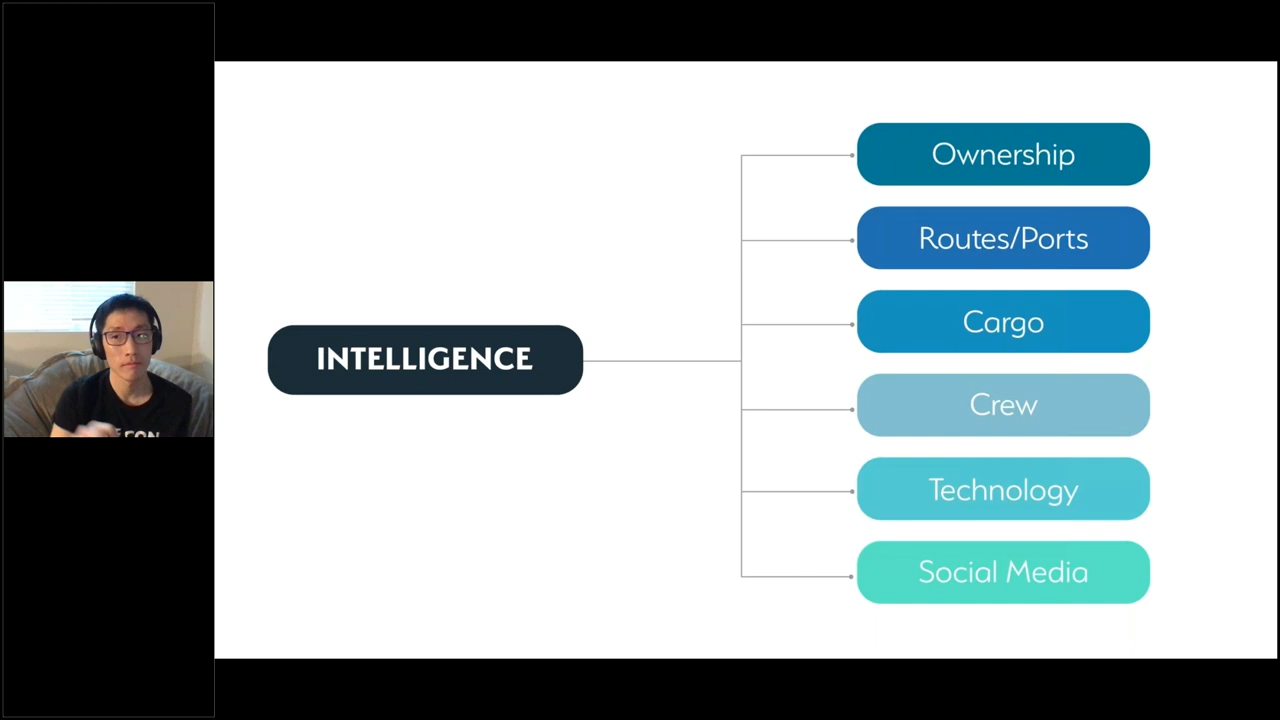 INTELLIGENCE
Ownership
Routes/Ports
Cargo
Crew
Technology
Social Media